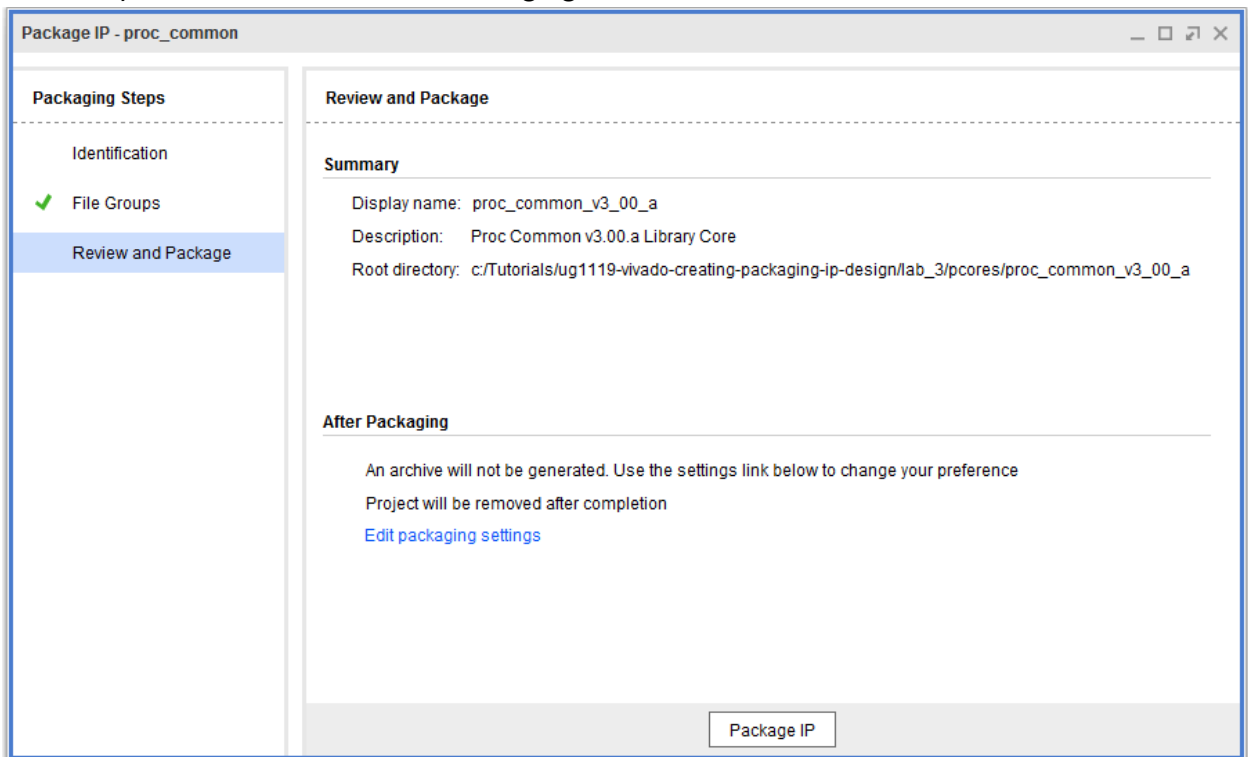 Package IP - proc_common
Packaging Steps
Identification
File Groups
Review and Package
Review and Package
Summary
Display name: proc_common_v3_00_a
Description: Proc Common v3.00.a Library Core
Root directory: c:/Tutorials/ug1119-vivado-creating-packaging-ip-design/lab_3/pcores/proc_common_v3_00_a
After Packaging
An archive will not be generated. Use the settings link below to change your preference
Project will be removed after completion
Edit packaging settings
Package IP